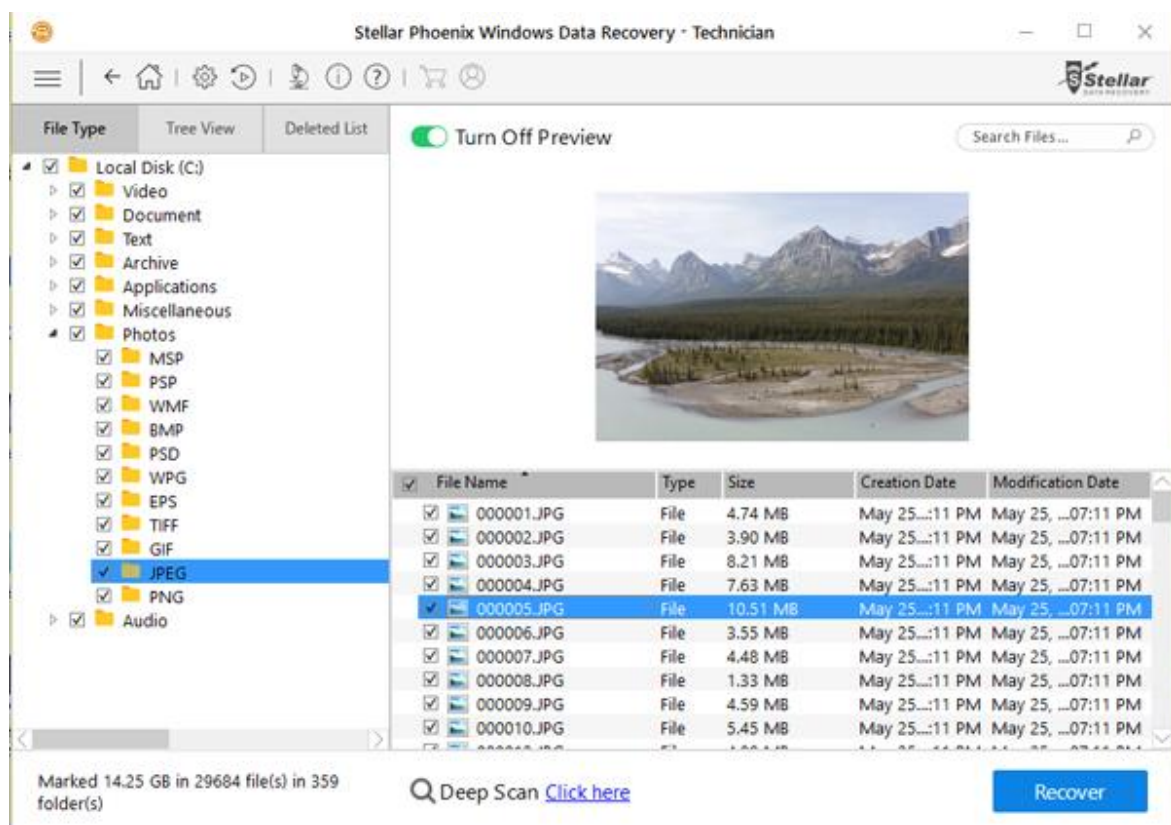 Stellar Phoenix Windows Data Recovery - Technician
Stellar
File Type Tree View Deleted List
Turn Off Preview
Search Files...
Local Disk (C:)
Video
Document
Text
Archive
Applications
Miscellaneous
Photos
MSP
PSP
WMF
BMP
PSD
WPG
EPS
TIFF
GIF
JPEG
PNG
Audio
File Name Type Size Creation Date Modification Date
000001.JPG File 4.74 MB May 25...:11 PM May 25, ...07:11 PM
000002.JPG File 3.90 MB May 25...:11 PM May 25, ...07:11 PM
000003.JPG File 8.21 MB May 25...:11 PM May 25, ...07:11 PM
000004.JPG File 7.63 MB May 25...:11 PM May 25, ...07:11 PM
000005.JPG File 10.51 MB May 25...:11 PM May 25, ...07:11 PM
000006.JPG File 3.55 MB May 25...:11 PM May 25, ...07:11 PM
000007.JPG File 4.48 MB May 25...:11 PM May 25, ...07:11 PM
000008.JPG File 1.33 MB May 25...:11 PM May 25, ...07:11 PM
000009.JPG File 4.59 MB May 25...:11 PM May 25, ...07:11 PM
000010.JPG File 5.45 MB May 25...:11 PM May 25, ...07:11 PM
Marked 14.25 GB in 29684 file(s) in 359
folder(s)
Deep Scan Click here
Recover